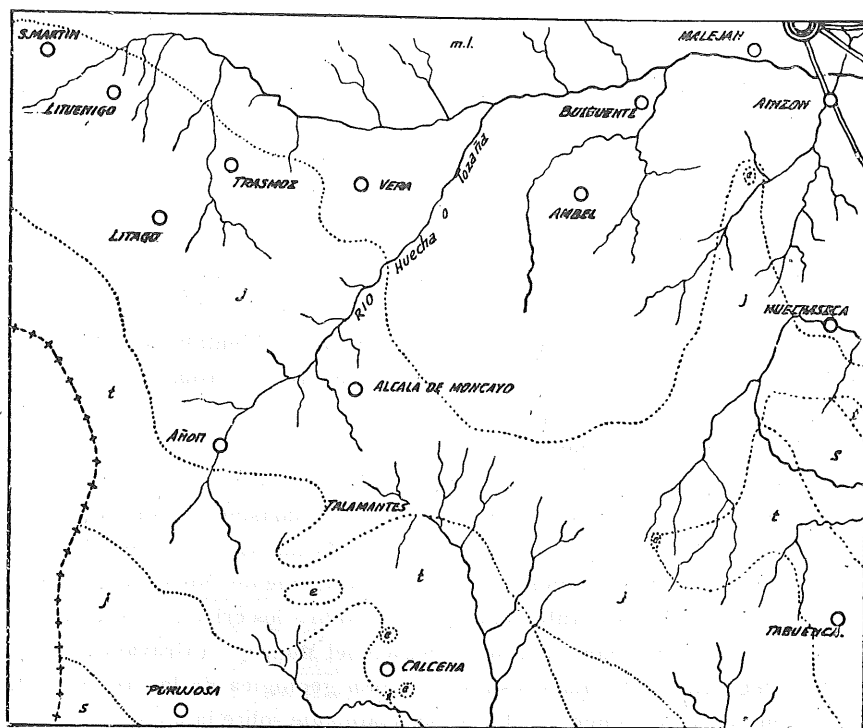 S. MARTIN
m.l.
MALEJAN
LITUENIGO
BULBUENTE
AINZON
TRASMOZ
VERA
AMBEL
LITAGO
RIO Huecha o Tozaña
e
j
j
HUECHASECA
t
ALCALA DE MONCAYO
AÑON
s
TALAMANTES
t
t
e
j
j
e
TABUENCA.
CALCENA
s
PURUJOSA